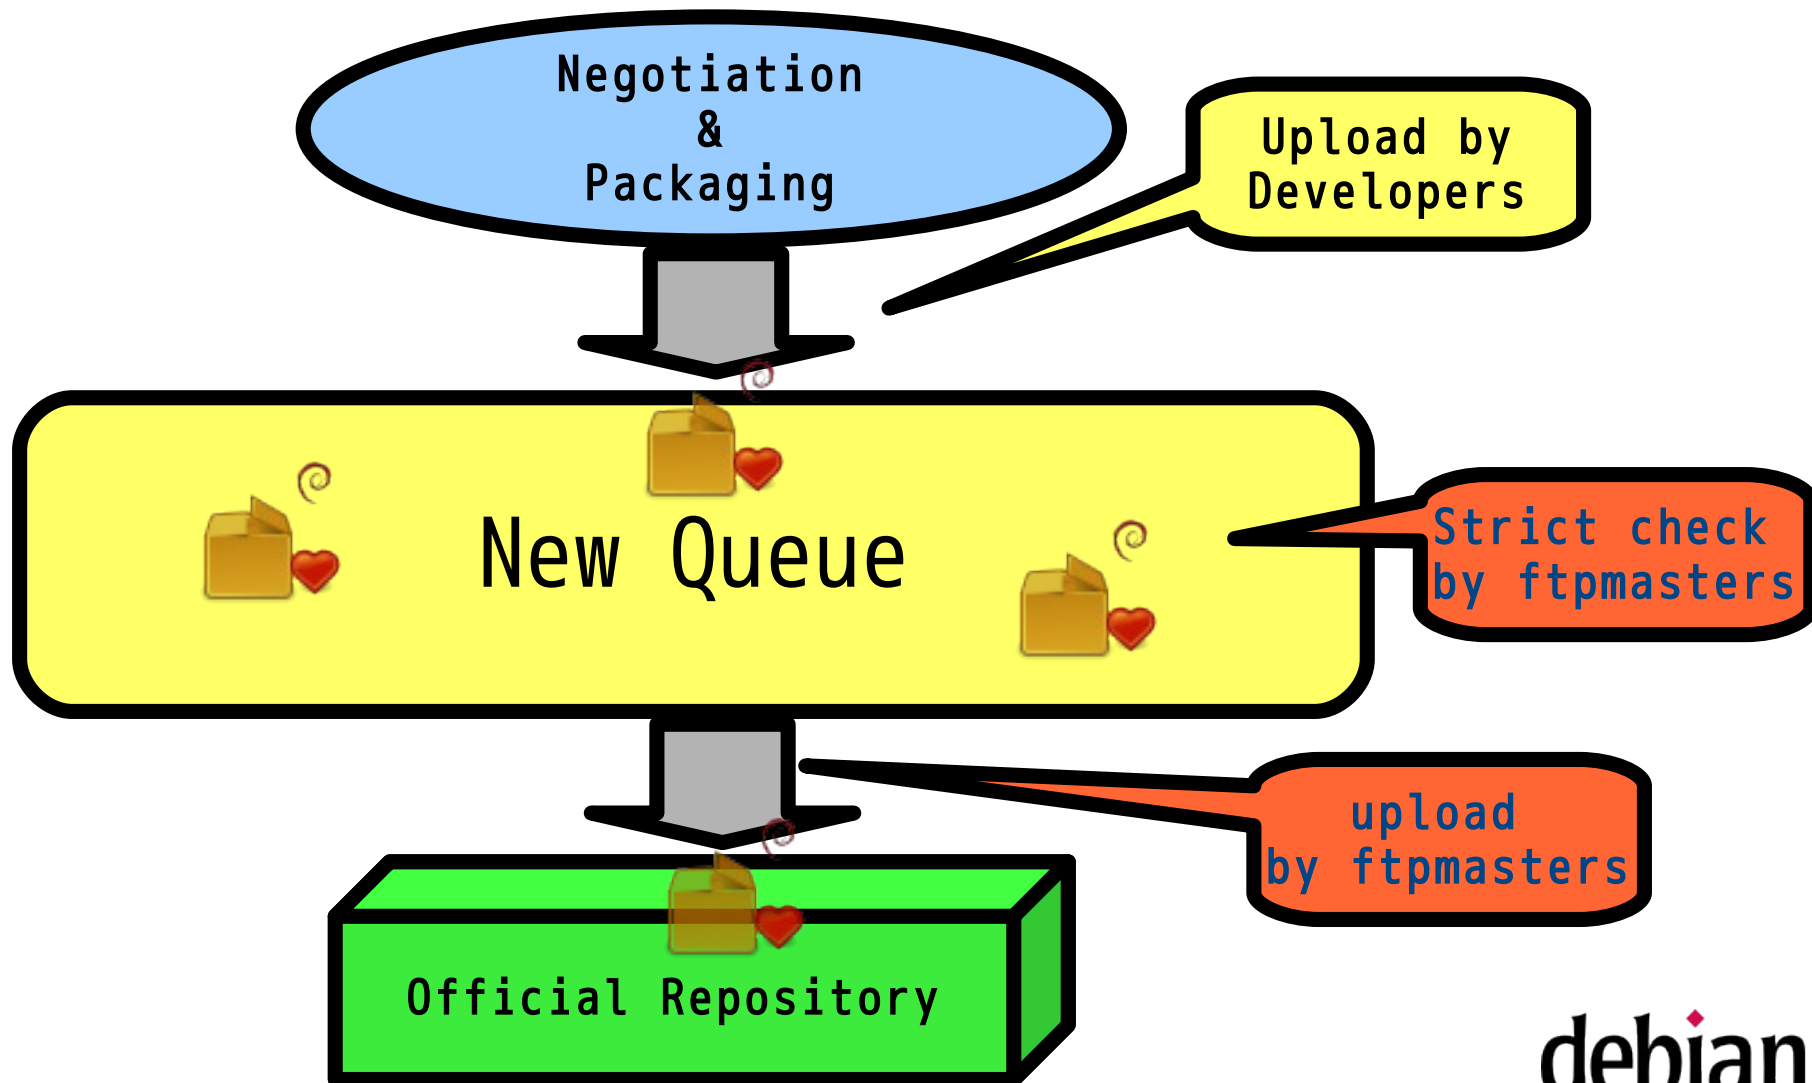 Negotiation
&
Packaging
Upload by
Developers
New Queue
Strict check
by ftpmasters
upload
by ftpmasters
Official Repository
debian